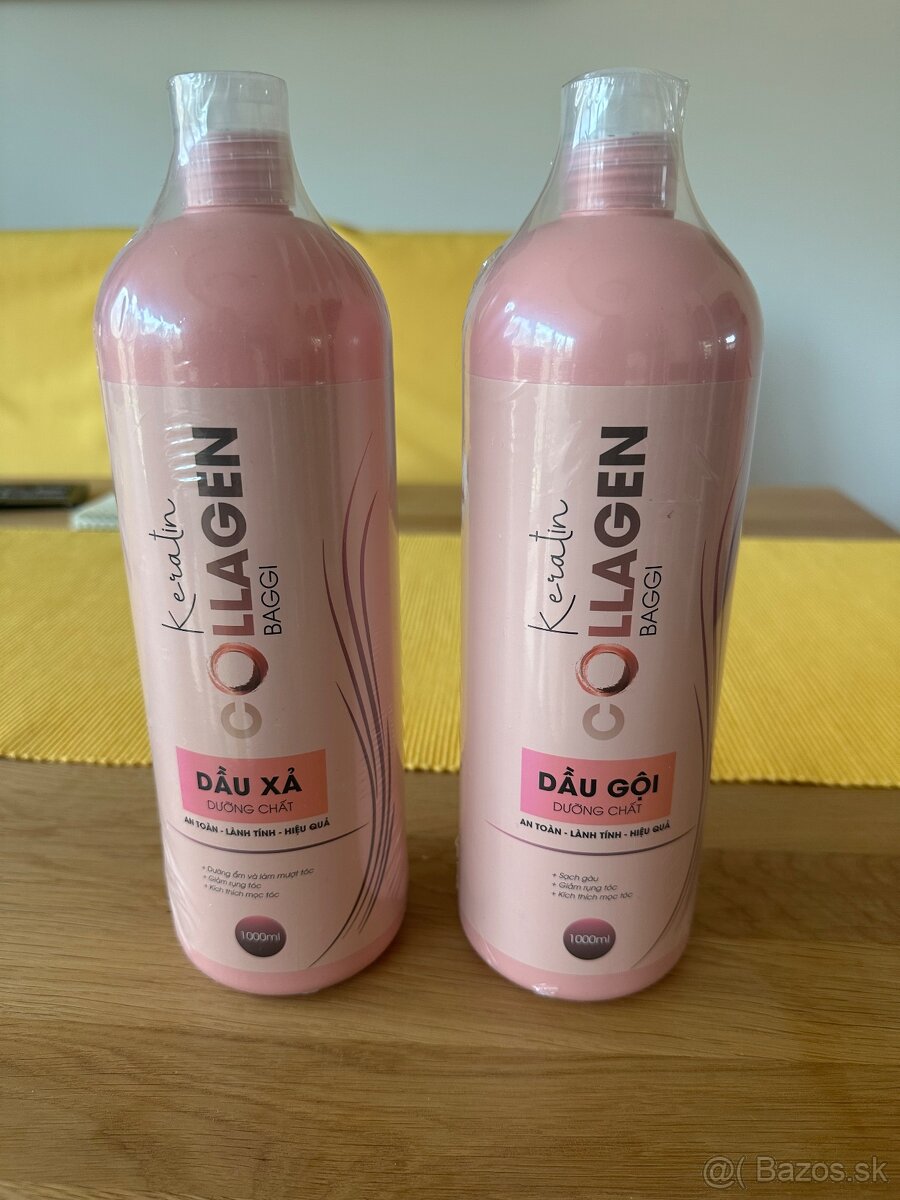 Keratin
COLLAGEN
BAGGI
DẦU XẢ
DƯỠNG CHẤT
AN TOÀN - LÀNH TÍNH - HIỆU QUẢ
+ Dưỡng ẩm và làm mượt tóc
+ Giảm rụng tóc
+ Kích thích mọc tóc
1000ml
Keratin
COLLAGEN
BAGGI
DẦU GỘI
DƯỠNG CHẤT
AN TOÀN - LÀNH TÍNH - HIỆU QUẢ
+ Sạch gàu
+ Giảm rụng tóc
+ Kích thích mọc tóc
1000ml
@( Bazos.sk